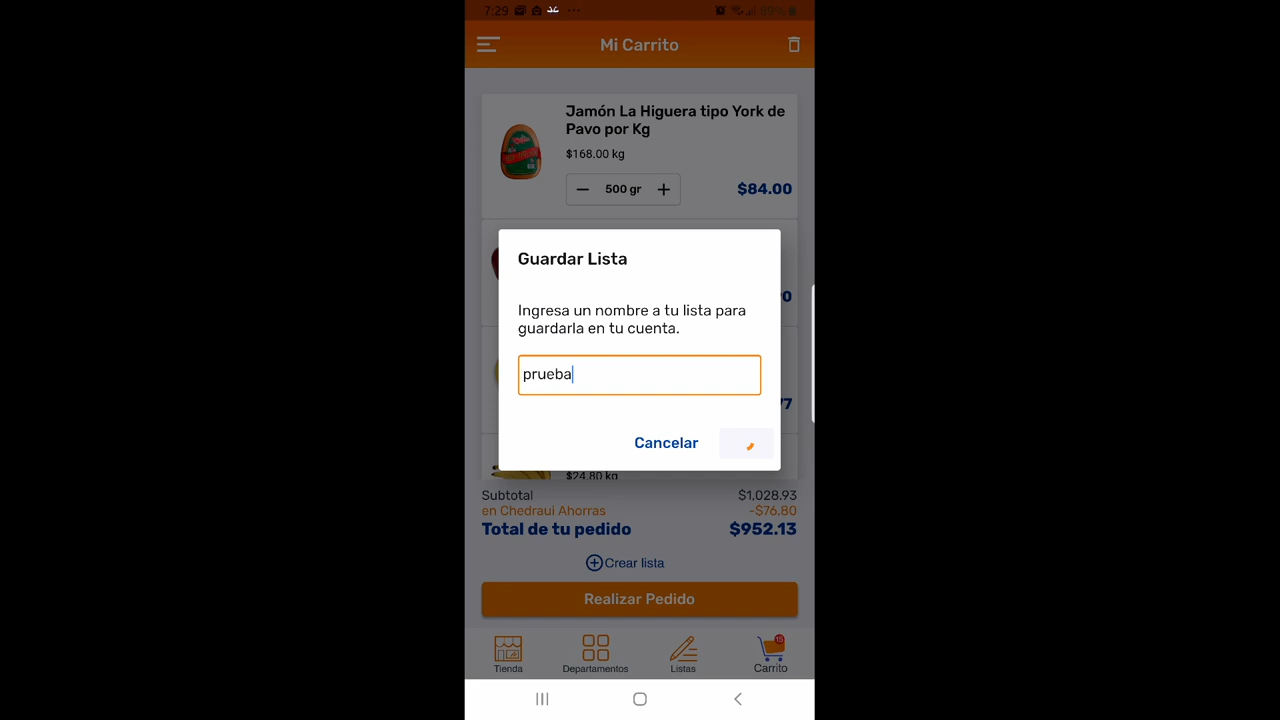 7:29
89%
Mi Carrito
Jamón La Higuera tipo York de
Pavo por Kg
$168.00 kg
500 gr
$84.00
Guardar Lista
Ingresa un nombre a tu lista para
guardarla en tu cuenta.
prueba
Cancelar
$24.80 kg
Subtotal $1,028.93
en Chedraui Ahorras -$76.80
Total de tu pedido $952.13
Crear lista
Realizar Pedido
15
Tienda Departamentos Listas Carrito